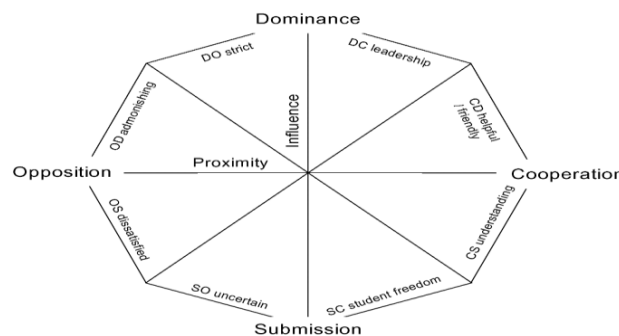 Dominance
DO strict
DC leadership
OD admonishing
Influence
CD helpful
/ friendly
Opposition
Proximity
Cooperation
OS dissatisfied
CS understanding
SO uncertain
SC student freedom
Submission